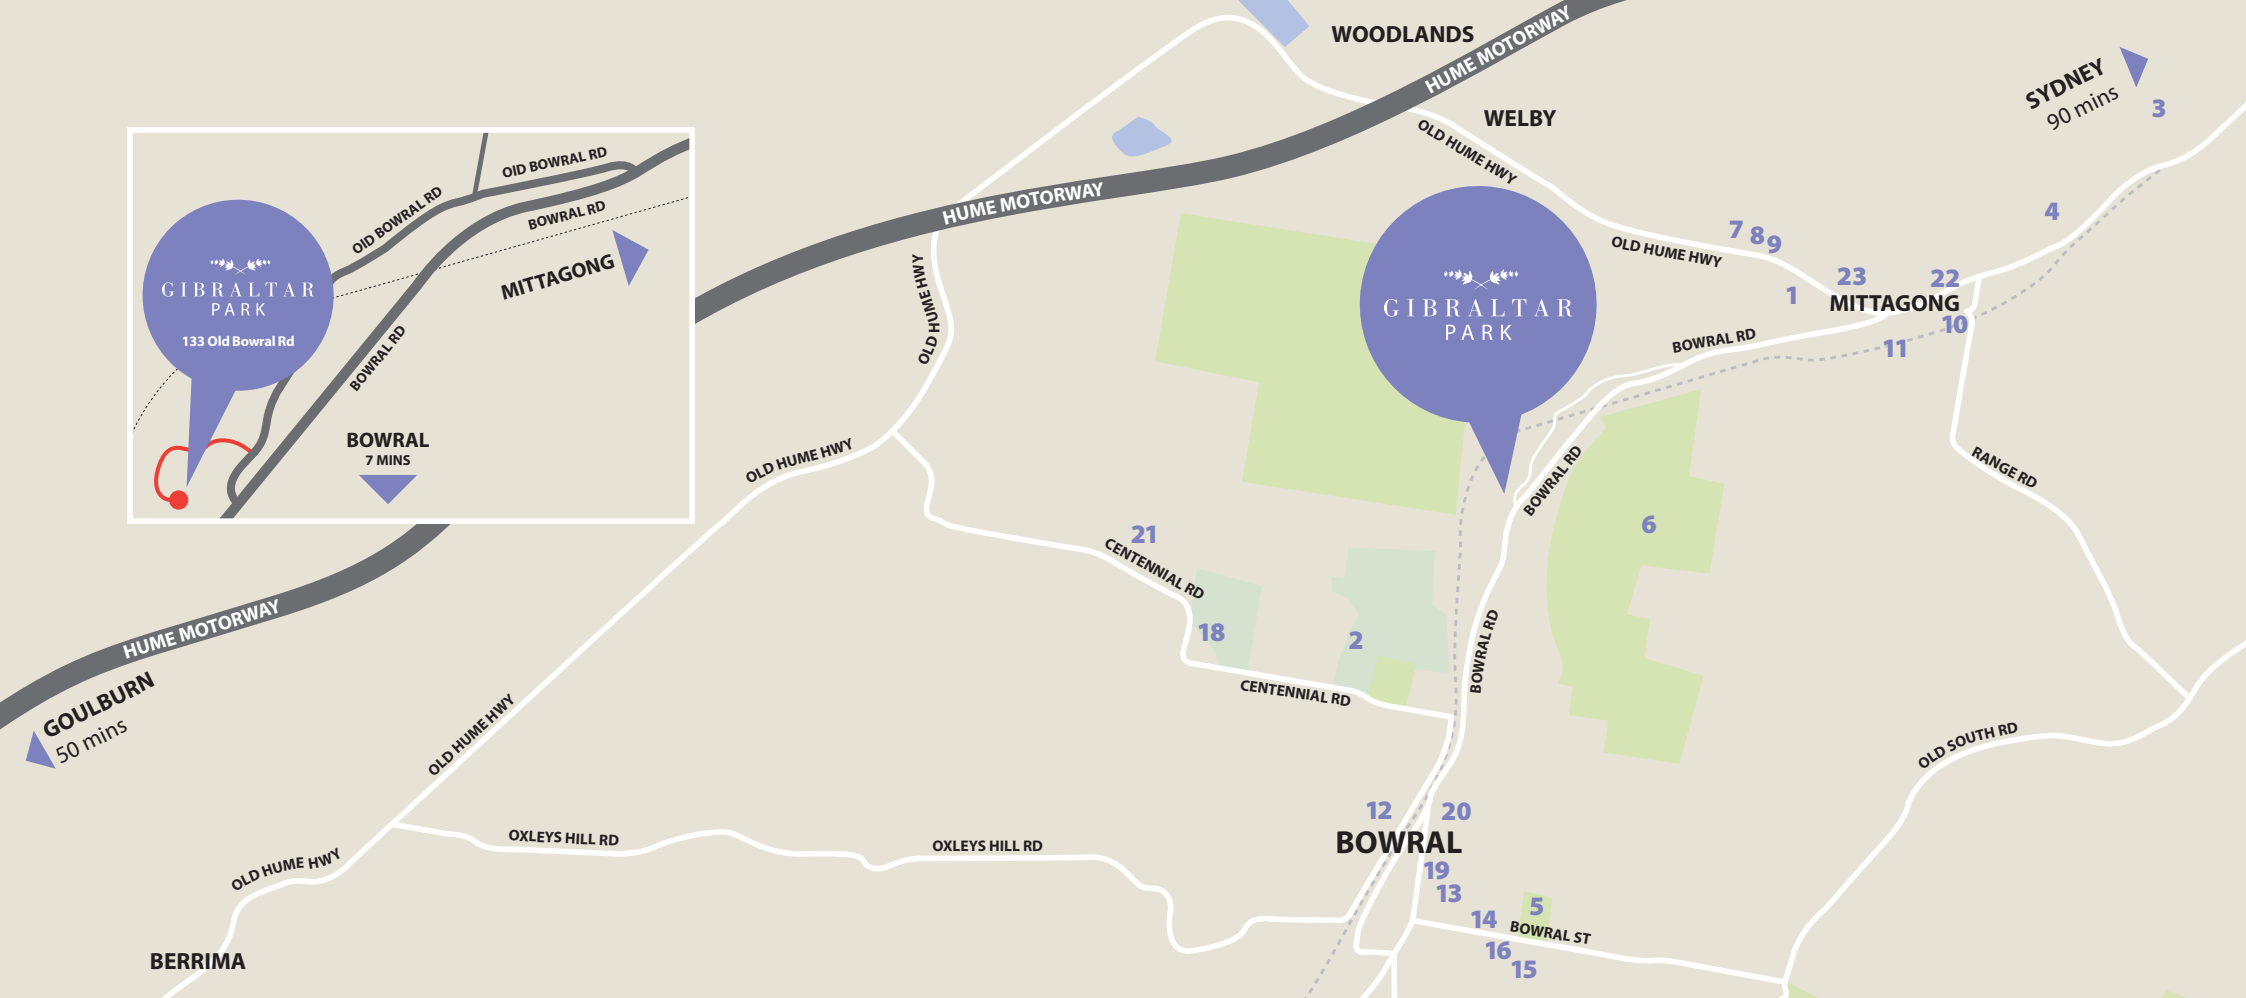 WOODLANDS
HUME MOTORWAY
WELBY
SYDNEY
90 mins
3
OLD HUME HWY
OID BOWRAL RD
OID BOWRAL RD
BOWRAL RD
MITTAGONG
GIBRALTAR
PARK
133 Old Bowral Rd
BOWRAL RD
BOWRAL
7 MINS
HUME MOTORWAY
OLD HUME HWY
GIBRALTAR
PARK
OLD HUME HWY
7
8
9
4
23
22
1
MITTAGONG
10
11
BOWRAL RD
OLD HUME HWY
BOWRAL RD
RANGE RD
6
21
CENTENNIAL RD
18
2
BOWRAL RD
CENTENNIAL RD
HUME MOTORWAY
GOULBURN
50 mins
OLD HUME HWY
OLD SOUTH RD
12
20
BOWRAL
OXLEYS HILL RD
OXLEYS HILL RD
OLD HUME HWY
19
13
14
5
BOWRAL ST
16
15
BERRIMA